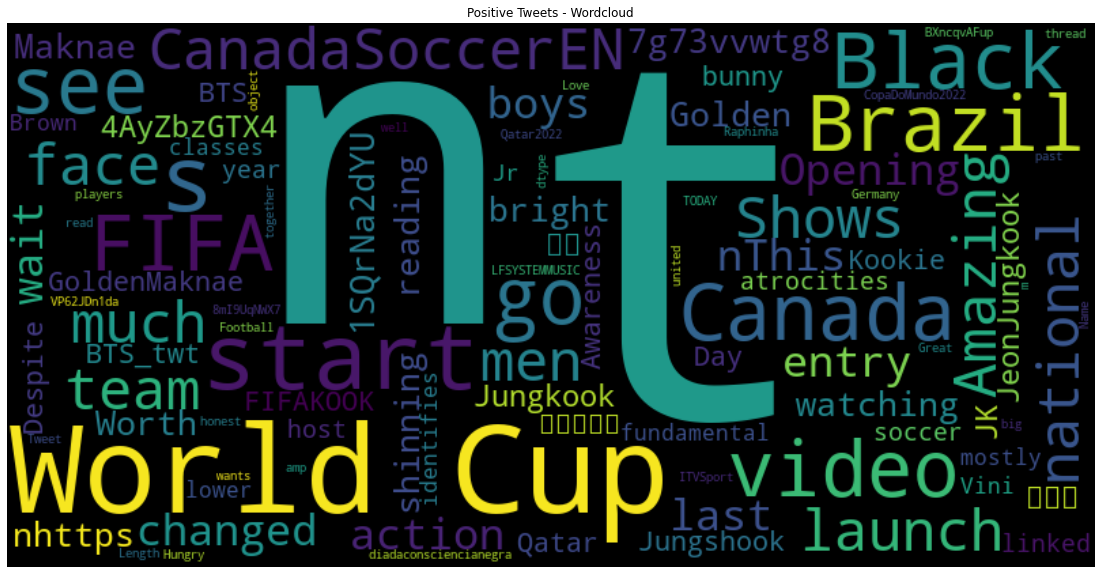 Positive Tweets - Wordcloud
Maknae
CanadaSoccerEN
7g73vvwtg8
Black
BXncqvAFup
thread
see
BTS
object
nt
boys
Love
bunny
Golden
CopaDoMundo2022
Brazil
Brown
4AyZbzGTX4
Qatar2022
Raphinha
faces
classes
year
1SQrNa2dYU
reading
well
Jr
dtype
Opening
Amazing
past
players
TODAY
Germany
wait
read
FIFA
together
bright
Awareness
Shows
nThis
Kookie
JeonJungkook
national
GoldenMaknae
LFSYSTEMMUSIC
united
atrocities
m
Name
VP62JDn1da
8mI9UqNWX7
go
Canada
Despite
much
Football
start
men
Day
entry
Great
BTS_twt
team
FIFAKOOK
shinning
identifies
Jungkook
watching
JK
big
Worth
honest
host
fundamental
soccer
World Cup
Tweet
wants
lower
amp
ITVSport
video
mostly
Vini
nhttps
changed
action
Qatar
last
Jungshook
launch
linked
Length
Hungry
diadaconsciencianegra